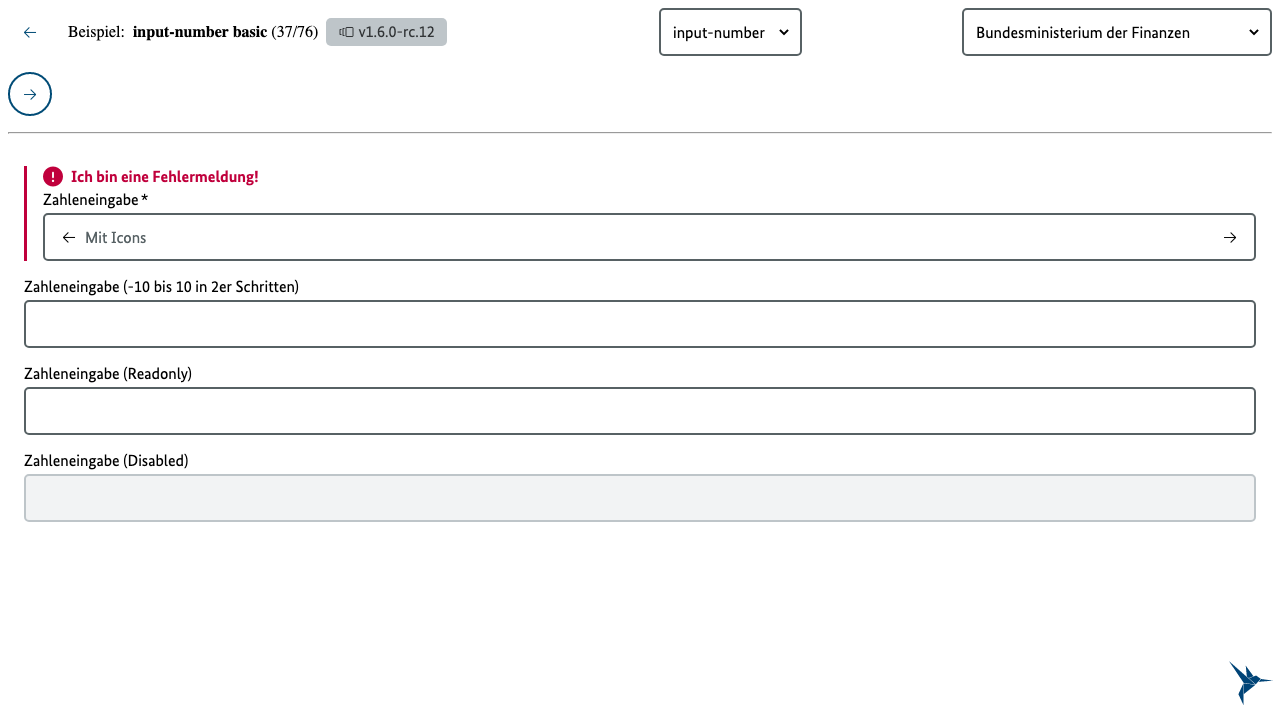 Beispiel: input-number basic (37/76) v1.6.0-rc.12 input-number Bundesministerium der Finanzen
Ich bin eine Fehlermeldung!
Zahleneingabe *
Mit Icons
Zahleneingabe (-10 bis 10 in 2er Schritten)
Zahleneingabe (Readonly)
Zahleneingabe (Disabled)